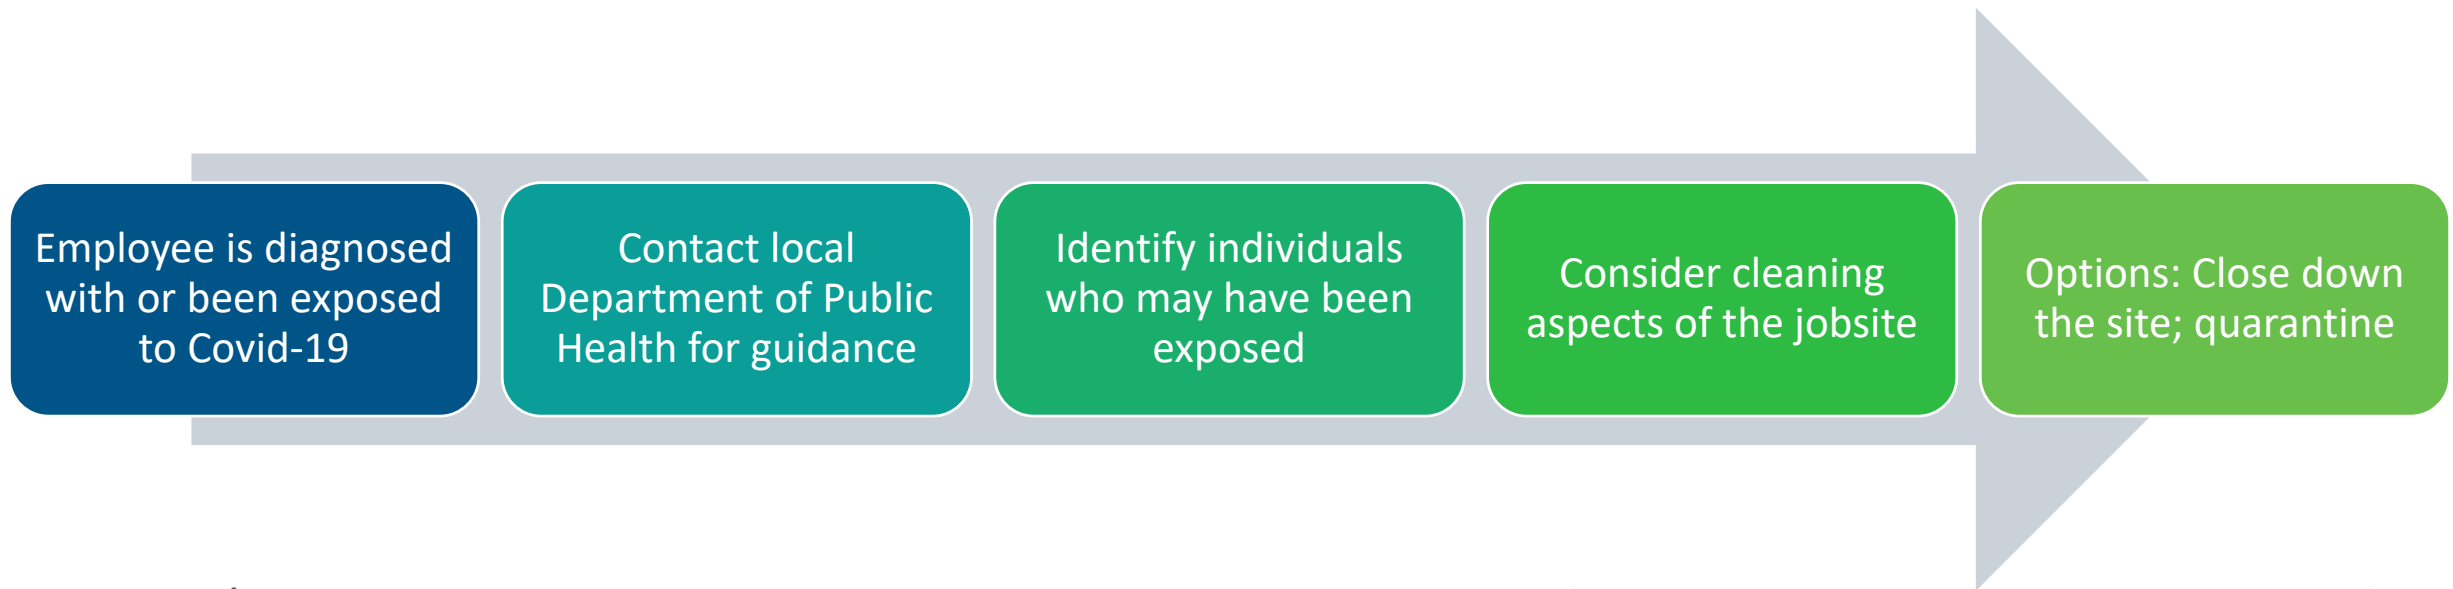 Employee is diagnosed
with or been exposed
to Covid-19
Contact local
Department of Public
Health for guidance
Identify individuals
who may have been
exposed
Consider cleaning
aspects of the jobsite
Options: Close down
the site; quarantine